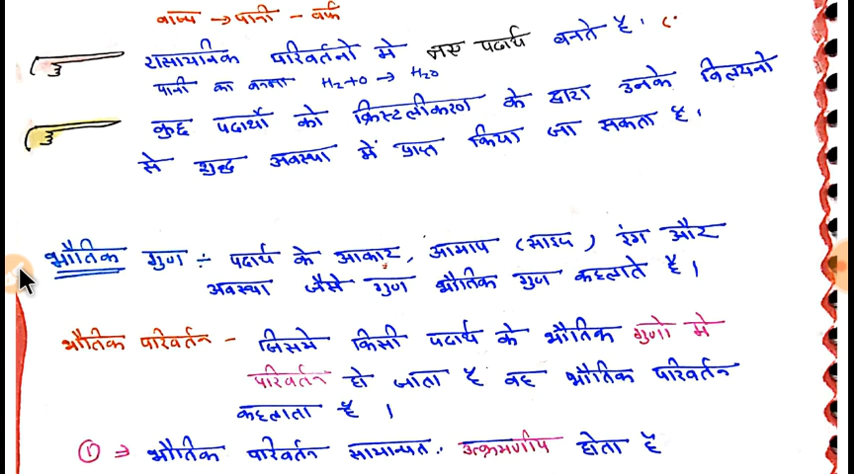 वाष्प → पानी - बर्फ
रासायनिक परिवर्तनो मे नए पदार्थ बनते है।
पानी का बनना H₂+O → H₂O
कुछ पदार्थों को क्रिस्टलीकरण के द्वारा उनके विलयनो
से शुद्ध अवस्था में प्राप्त किया जा सकता है।
भौतिक गुण ÷ पदार्थ के आकार, आमाप (साइज) रंग और
अवस्था जैसे गुण भौतिक गुण कहलाते है।
भौतिक परिवर्तन - जिसमे किसी पदार्थ के भौतिक गुणो मे
परिवर्तन हो जाता है वह भौतिक परिवर्तन
कहलाता है।
① ⇒ भौतिक परिवर्तन सामान्यत: उत्क्रमणीय होता है